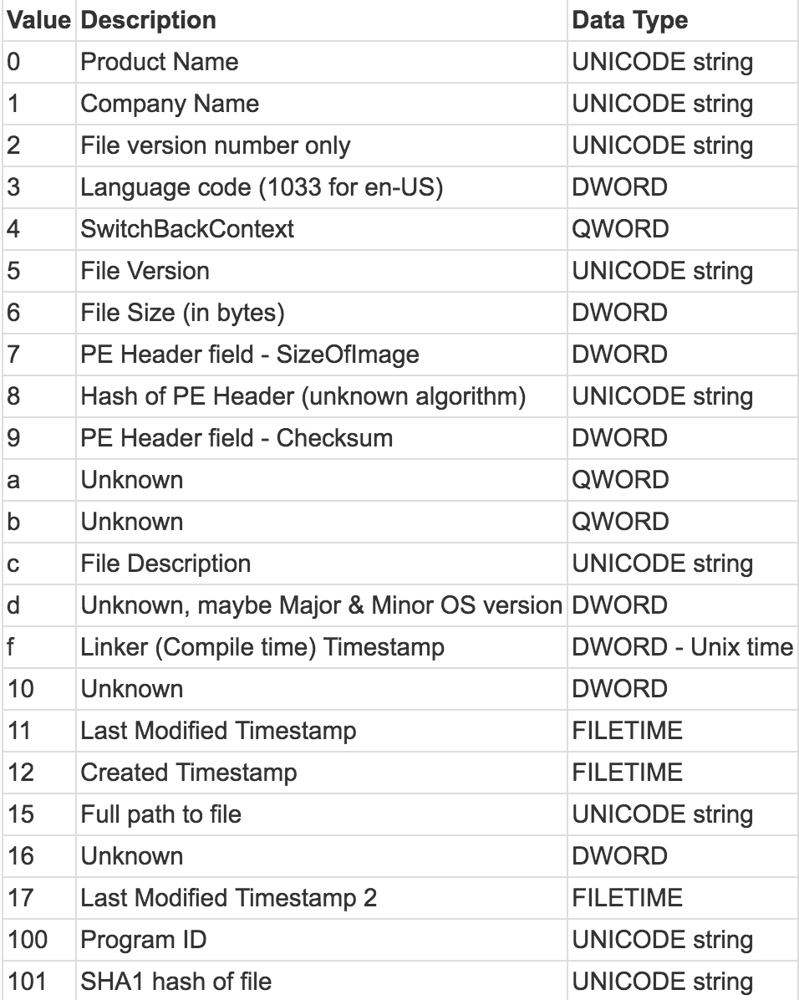 Value Description Data Type
0 Product Name UNICODE string
1 Company Name UNICODE string
2 File version number only UNICODE string
3 Language code (1033 for en-US) DWORD
4 SwitchBackContext QWORD
5 File Version UNICODE string
6 File Size (in bytes) DWORD
7 PE Header field - SizeOfImage DWORD
8 Hash of PE Header (unknown algorithm) UNICODE string
9 PE Header field - Checksum DWORD
a Unknown QWORD
b Unknown QWORD
c File Description UNICODE string
d Unknown, maybe Major & Minor OS version DWORD
f Linker (Compile time) Timestamp DWORD - Unix time
10 Unknown DWORD
11 Last Modified Timestamp FILETIME
12 Created Timestamp FILETIME
15 Full path to file UNICODE string
16 Unknown DWORD
17 Last Modified Timestamp 2 FILETIME
100 Program ID UNICODE string
101 SHA1 hash of file UNICODE string